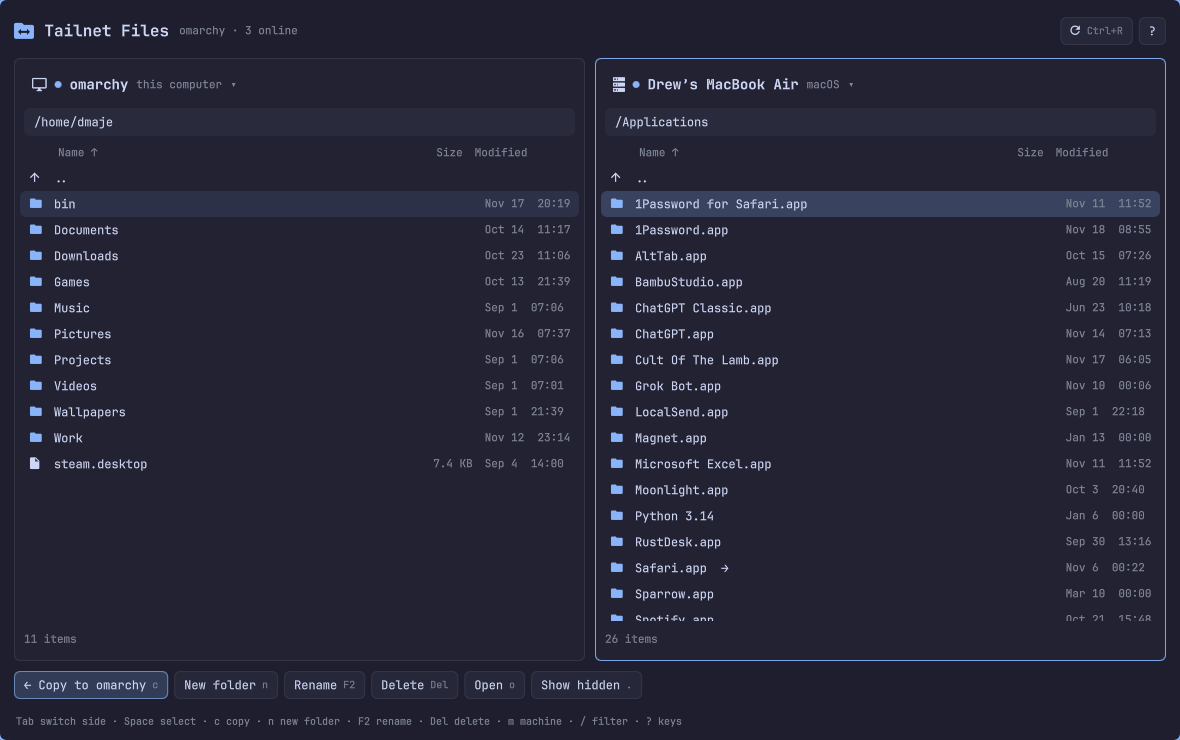 Tailnet Files omarchy · 3 online Ctrl+R ?
omarchy this computer ▾
/home/dmaje
Name ↑ Size Modified
↑ ..
bin Nov 17 20:19
Documents Oct 14 11:17
Downloads Oct 23 11:06
Games Oct 13 21:39
Music Sep 1 07:06
Pictures Nov 16 07:37
Projects Sep 1 07:06
Videos Sep 1 07:01
Wallpapers Sep 1 21:39
Work Nov 12 23:14
steam.desktop 7.4 KB Sep 4 14:00
11 items
Drew’s MacBook Air macOS ▾
/Applications
Name ↑ Size Modified
↑ ..
1Password for Safari.app Nov 11 11:52
1Password.app Nov 18 08:55
AltTab.app Oct 15 07:26
BambuStudio.app Aug 20 11:19
ChatGPT Classic.app Jun 23 10:18
ChatGPT.app Nov 14 07:13
Cult Of The Lamb.app Nov 17 06:05
Grok Bot.app Nov 10 00:06
LocalSend.app Sep 1 22:18
Magnet.app Jan 13 00:00
Microsoft Excel.app Nov 11 11:52
Moonlight.app Oct 3 20:40
Python 3.14 Jan 6 00:00
RustDesk.app Sep 30 13:16
Safari.app → Nov 6 00:22
Sparrow.app Mar 10 00:00
Spotify.app Oct 21 15:48
26 items
← Copy to omarchy c New folder n Rename F2 Delete Del Open o Show hidden .
Tab switch side · Space select · c copy · n new folder · F2 rename · Del delete · m machine · / filter · ? keys